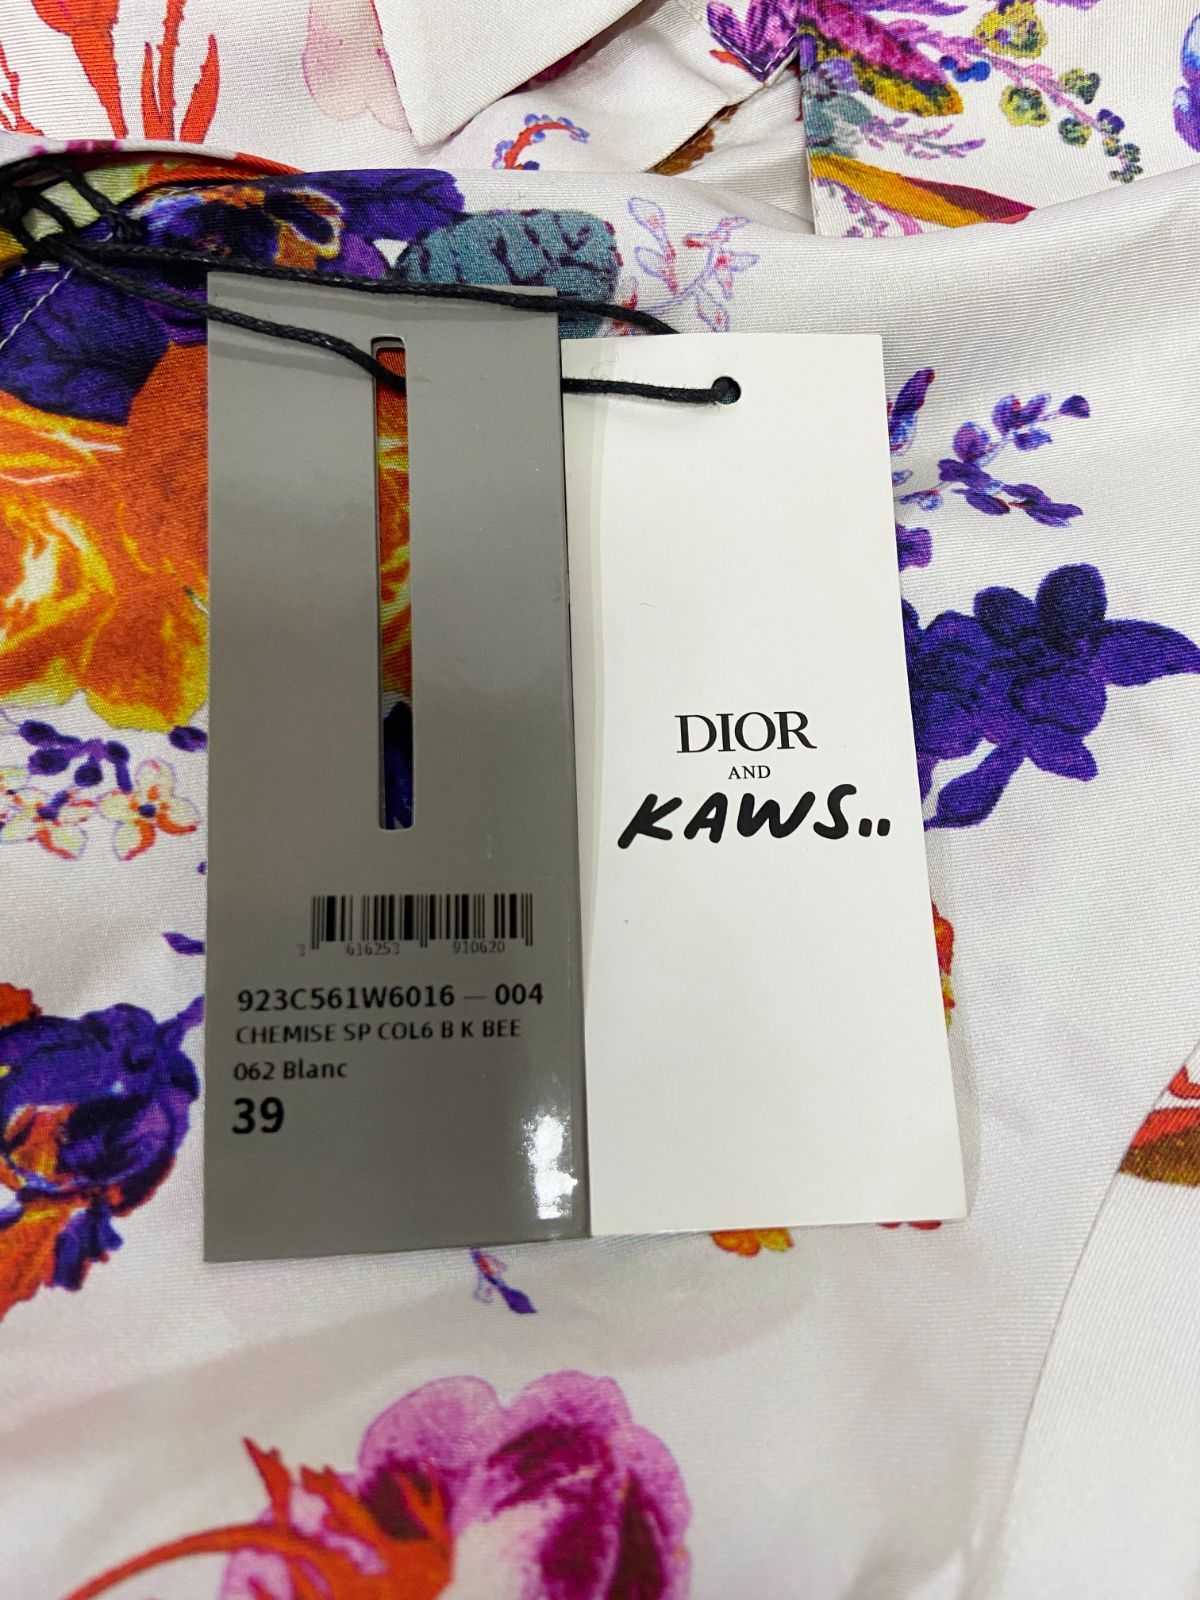 DIOR
AND
KAWS..
3 616253 910620
923C561W6016 — 004
CHEMISE SP COL6 B K BEE
062 Blanc
39